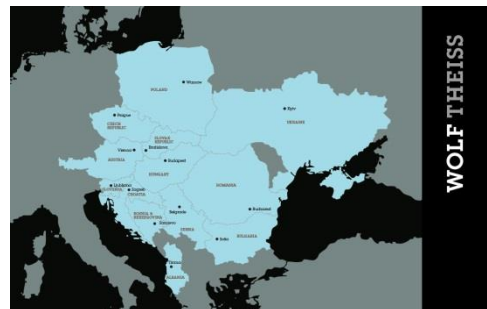 POLAND
Warsaw
Prague
CZECH
REPUBLIC
Kyiv
UKRAINE
SLOVAK
REPUBLIC
Bratislava
Vienna
AUSTRIA
Budapest
HUNGARY
Ljubljana
SLOVENIA
Zagreb
CROATIA
ROMANIA
Bucharest
BOSNIA &
HERZEGOVINA
Belgrade
Sarajevo
SERBIA
Sofia
BULGARIA
Tirana
ALBANIA
WOLF THEISS